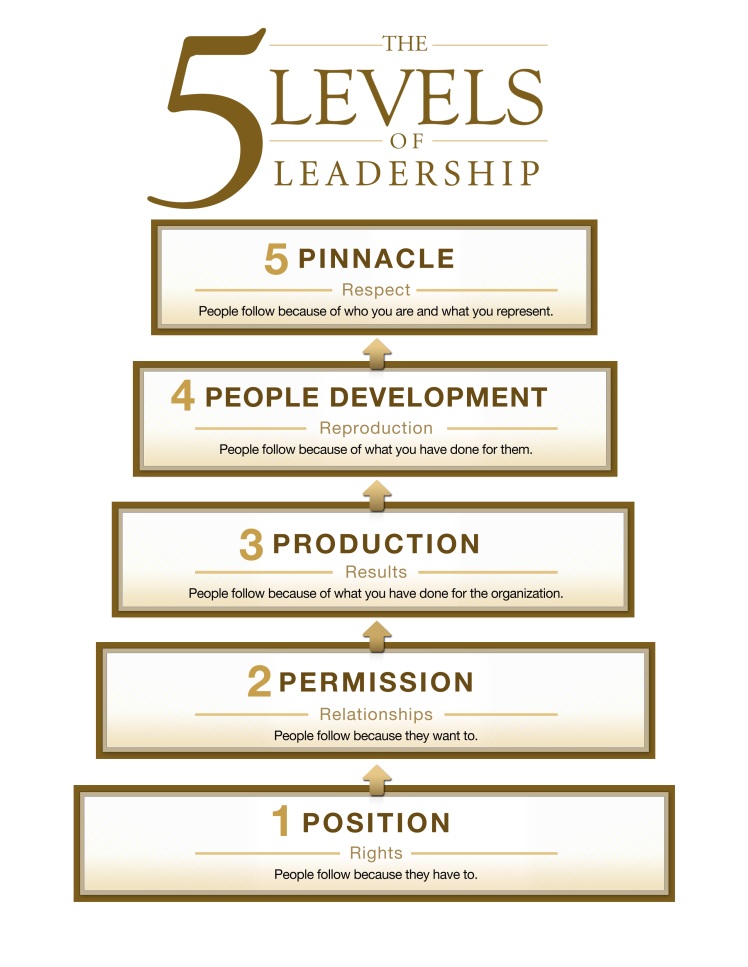 THE
5 LEVELS
OF
LEADERSHIP
5 PINNACLE
Respect
People follow because of who you are and what you represent.
4 PEOPLE DEVELOPMENT
Reproduction
People follow because of what you have done for them.
3 PRODUCTION
Results
People follow because of what you have done for the organization.
2 PERMISSION
Relationships
People follow because they want to.
1 POSITION
Rights
People follow because they have to.